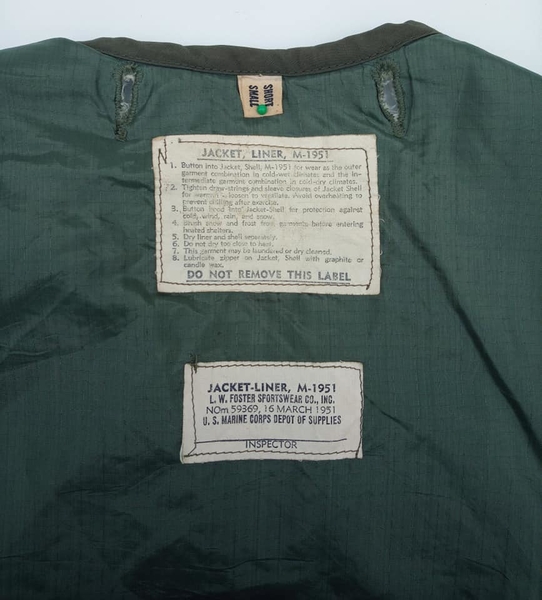 SHORT
SMALL
JACKET, LINER, M-1951
1. Button into Jacket, Shell, M-1951 for wear as the outer
garment combination in cold-wet climates; and the in-
termediate garment combination in cold-dry climates.
2. Tighten draw-strings and sleeve closures of Jacket Shell
for warmth, loosen to ventilate. Avoid overheating to
prevent chilling after exercise.
3. Button Hood into Jacket-Shell for protection against
cold, wind, rain, and snow.
4. Brush snow and frost from garments before entering
heated shelters.
5. Dry liner and shell separately.
6. Do not dry too close to heat.
7. This garment may be laundered or dry cleaned.
8. Lubricate zipper on Jacket, Shell with graphite or
candle wax.
DO NOT REMOVE THIS LABEL
JACKET-LINER, M-1951
L. W. FOSTER SPORTSWEAR CO., INC.
NOm 59369, 16 MARCH 1951
U. S. MARINE CORPS DEPOT OF SUPPLIES
INSPECTOR